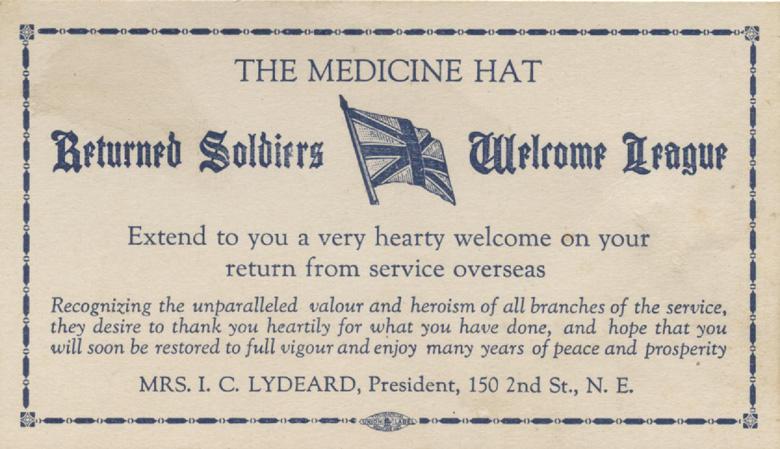 THE MEDICINE HAT
Returned Soldiers Welcome League
Extend to you a very hearty welcome on your
return from service overseas
Recognizing the unparalleled valour and heroism of all branches of the service,
they desire to thank you heartily for what you have done, and hope that you
will soon be restored to full vigour and enjoy many years of peace and prosperity
MRS. I. C. LYDEARD, President, 150 2nd St., N. E.
UNION LABEL